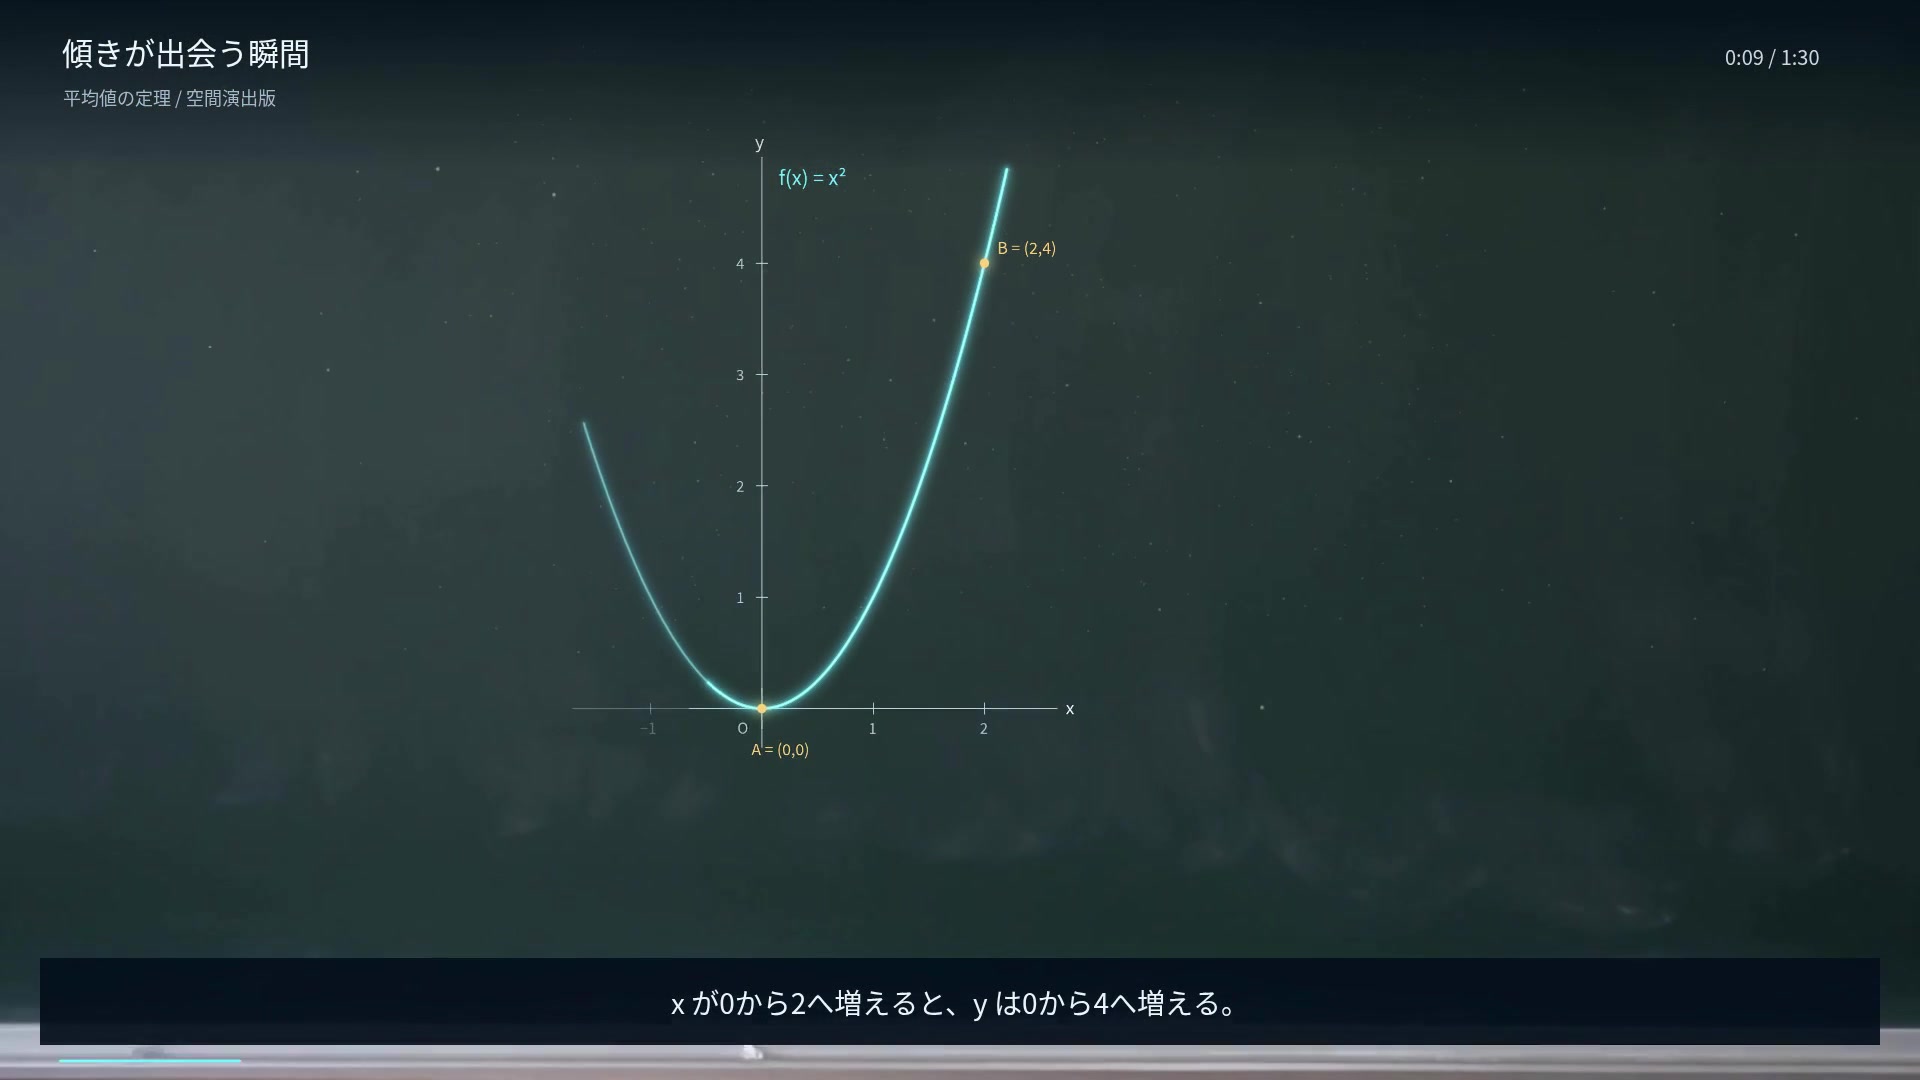 傾きが出会う瞬間
0:09 / 1:30
平均値の定理 / 空間演出版
y
f(x) = x²
B = (2,4)
4
3
2
1
x
−1
O
1
2
A = (0,0)
x が0から2へ増えると、y は0から4へ増える。